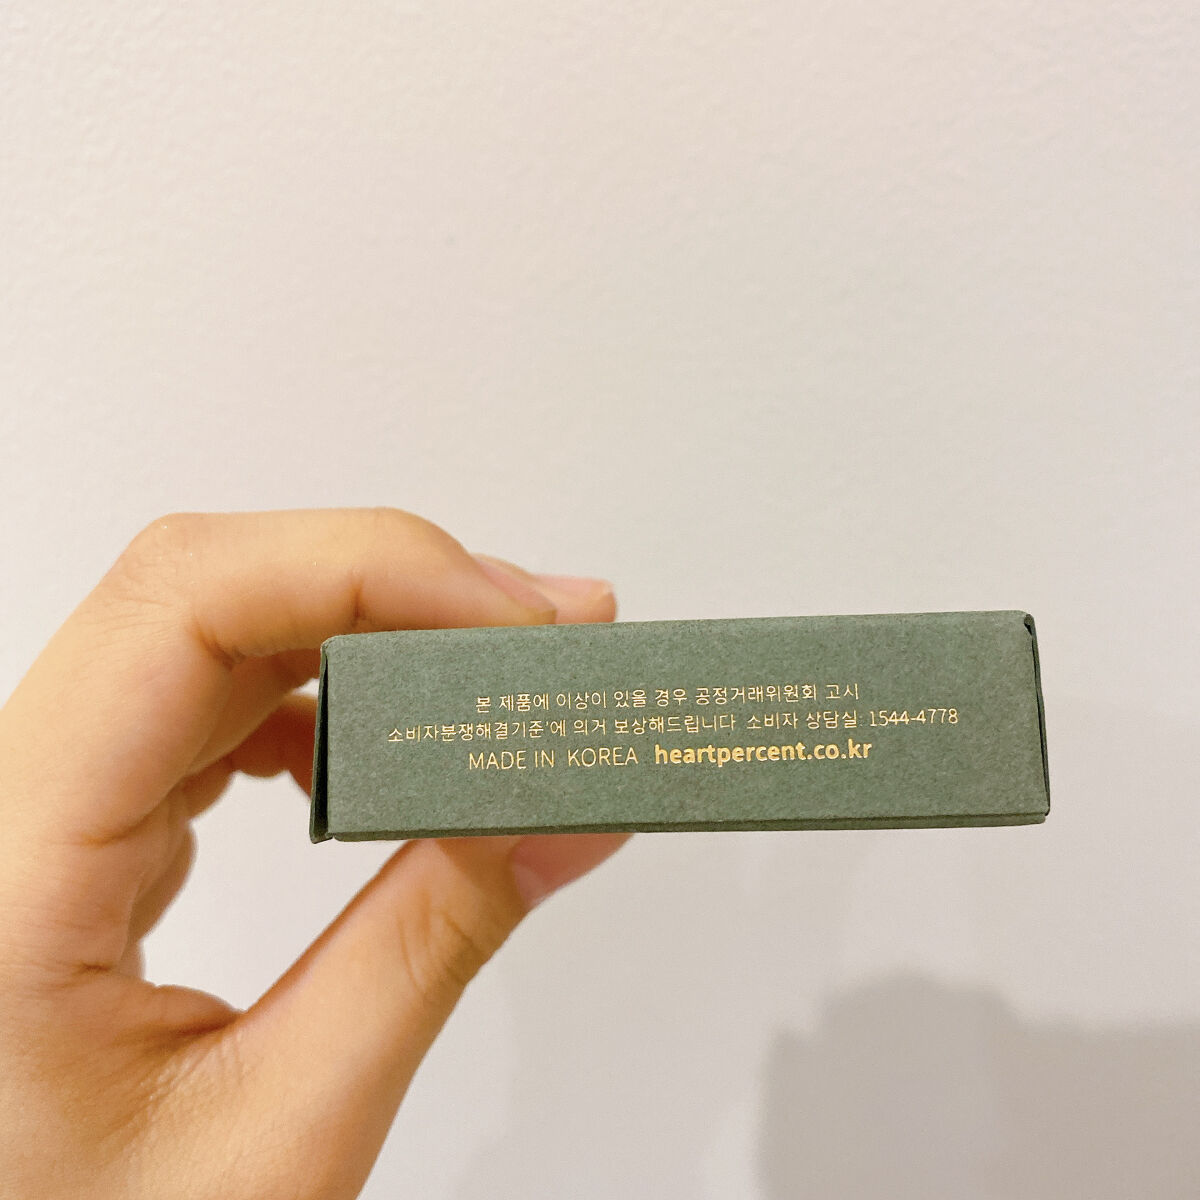 본 제품에 이상이 있을 경우 공정거래위원회 고시
소비자분쟁해결기준'에 의거 보상해드립니다 소비자 상담실: 1544-4778
MADE IN KOREA heartpercent.co.kr